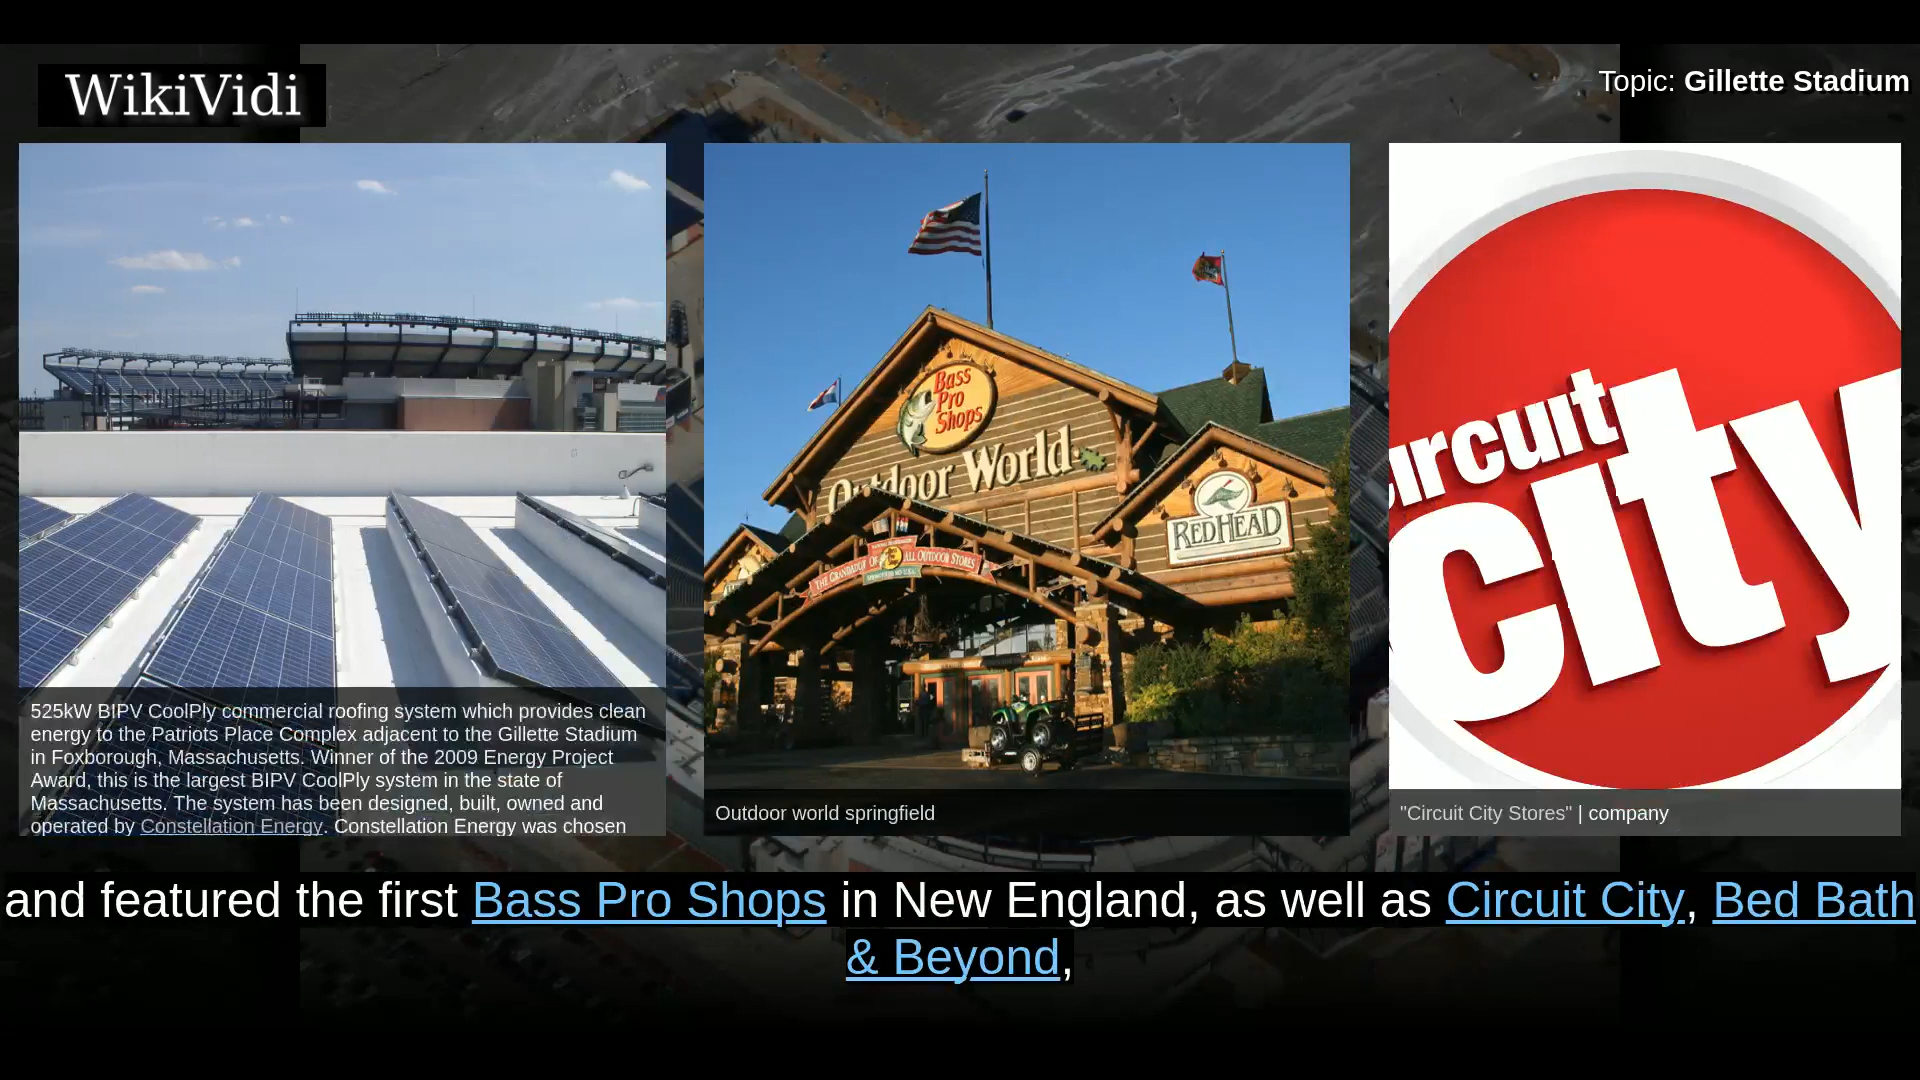 WikiVidi
Topic: Gillette Stadium
525kW BIPV CoolPly commercial roofing system which provides clean
energy to the Patriots Place Complex adjacent to the Gillette Stadium
in Foxborough, Massachusetts. Winner of the 2009 Energy Project
Award, this is the largest BIPV CoolPly system in the state of
Massachusetts. The system has been designed, built, owned and
operated by Constellation Energy. Constellation Energy was chosen
Bass
Pro
Shops
Outdoor World
REDHEAD
THE GRANDADDY OF ALL OUTDOOR STORES
Outdoor world springfield
circuit
city
"Circuit City Stores" | company
and featured the first Bass Pro Shops in New England, as well as Circuit City, Bed Bath
& Beyond,